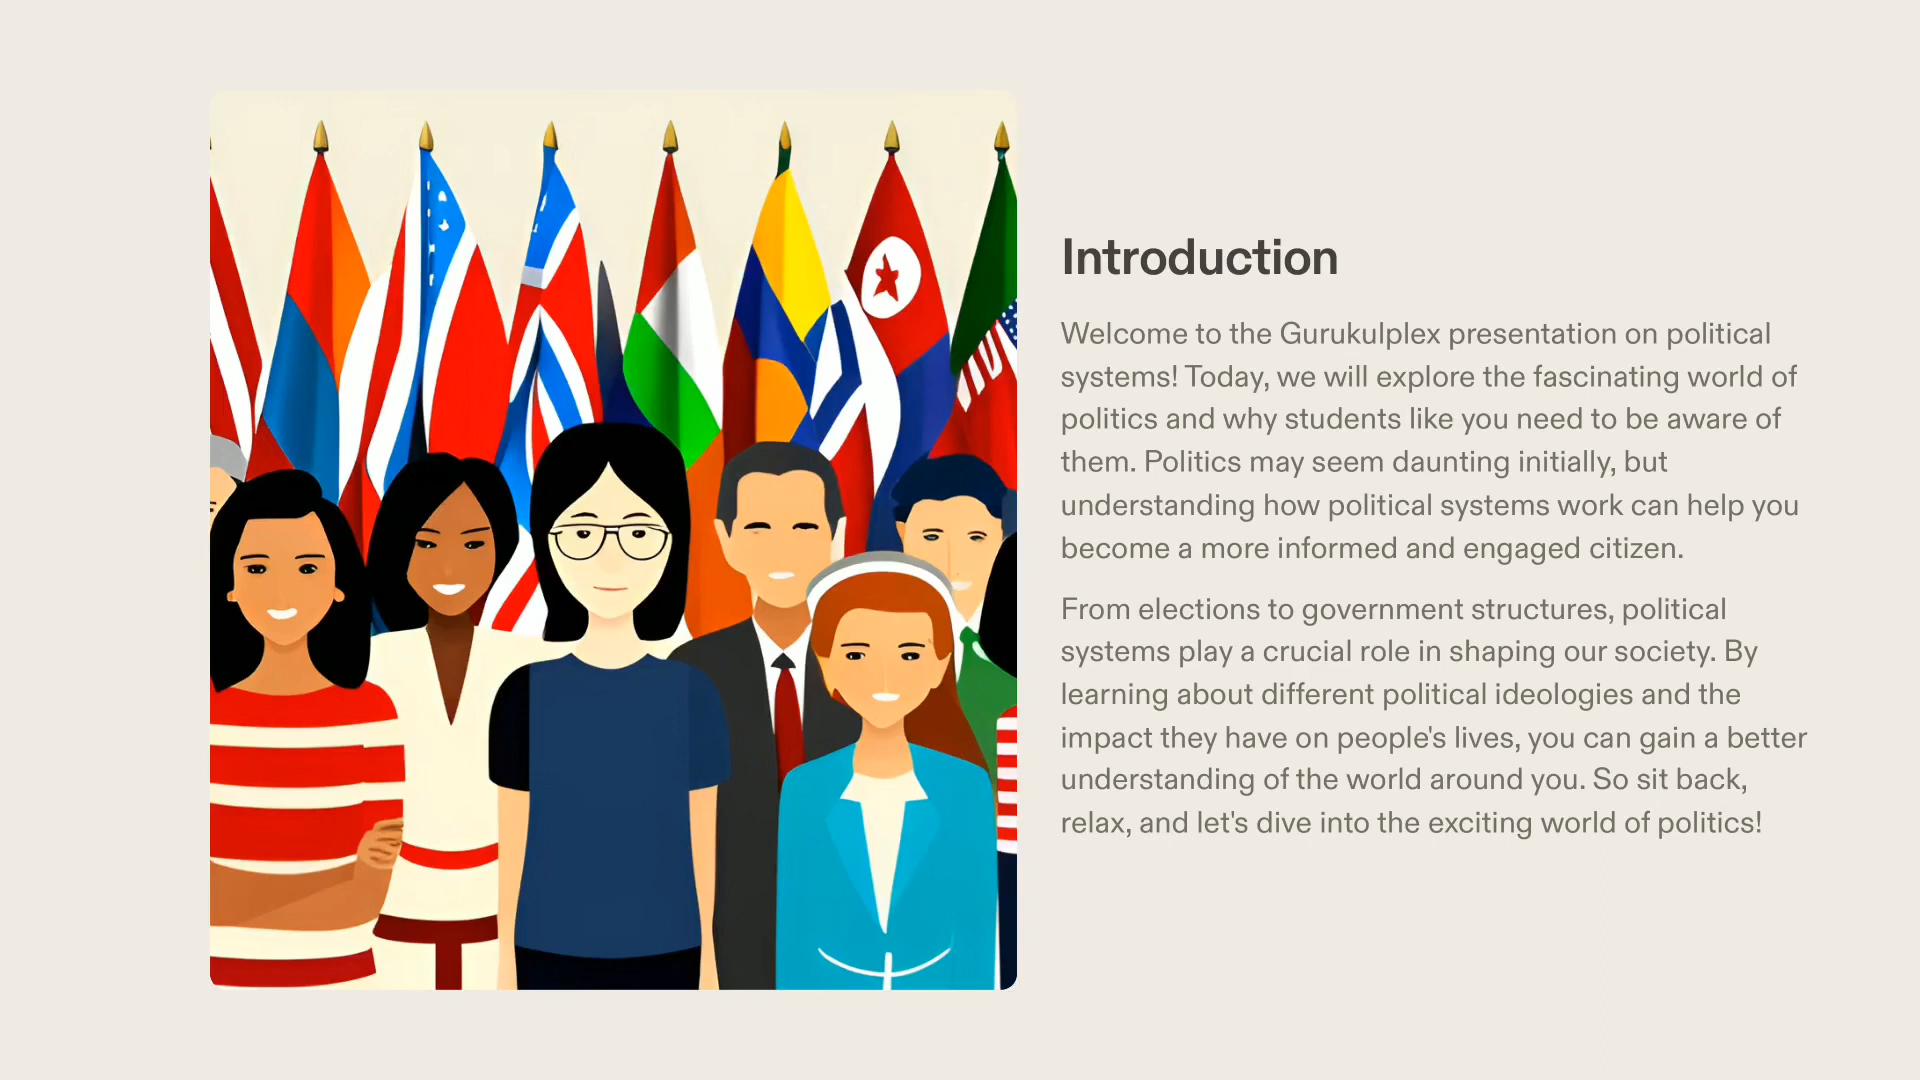 Introduction
Welcome to the Gurukulplex presentation on political
systems! Today, we will explore the fascinating world of
politics and why students like you need to be aware of
them. Politics may seem daunting initially, but
understanding how political systems work can help you
become a more informed and engaged citizen.
From elections to government structures, political
systems play a crucial role in shaping our society. By
learning about different political ideologies and the
impact they have on people's lives, you can gain a better
understanding of the world around you. So sit back,
relax, and let's dive into the exciting world of politics!